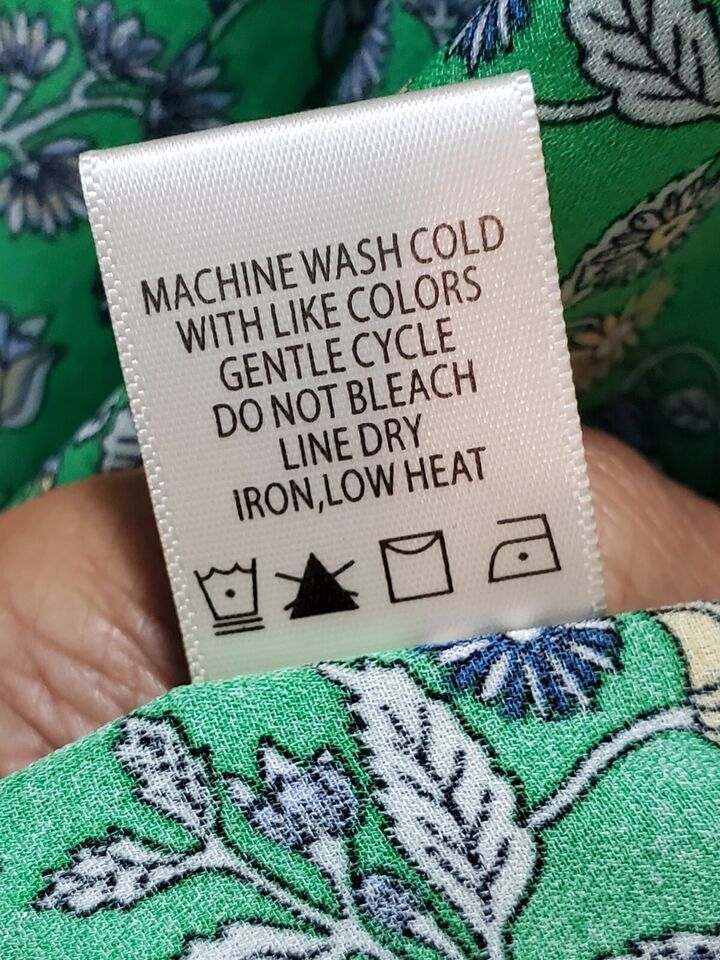 MACHINE WASH COLD
WITH LIKE COLORS
GENTLE CYCLE
DO NOT BLEACH
LINE DRY
IRON,LOW HEAT